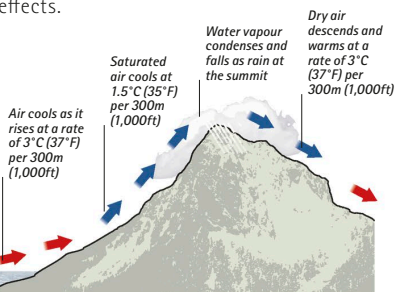 effects.
Air cools as it
rises at a rate
of 3°C (37°F)
per 300m
(1,000ft)
Saturated
air cools at
1.5°C (35°F)
per 300m
(1,000ft)
Water vapour
condenses and
falls as rain at
the summit
Dry air
descends and
warms at a
rate of 3°C
(37°F) per
300m (1,000ft)